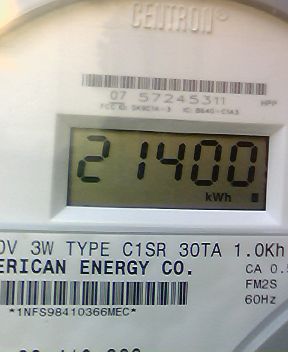 CENTRON
07 57245311 HPP
21400
kWh
3W TYPE C1SR 30TA 1.0Kh
ERICAN ENERGY CO.
CA 0.5
FM2S
60Hz
*1NFS98410366MEC*